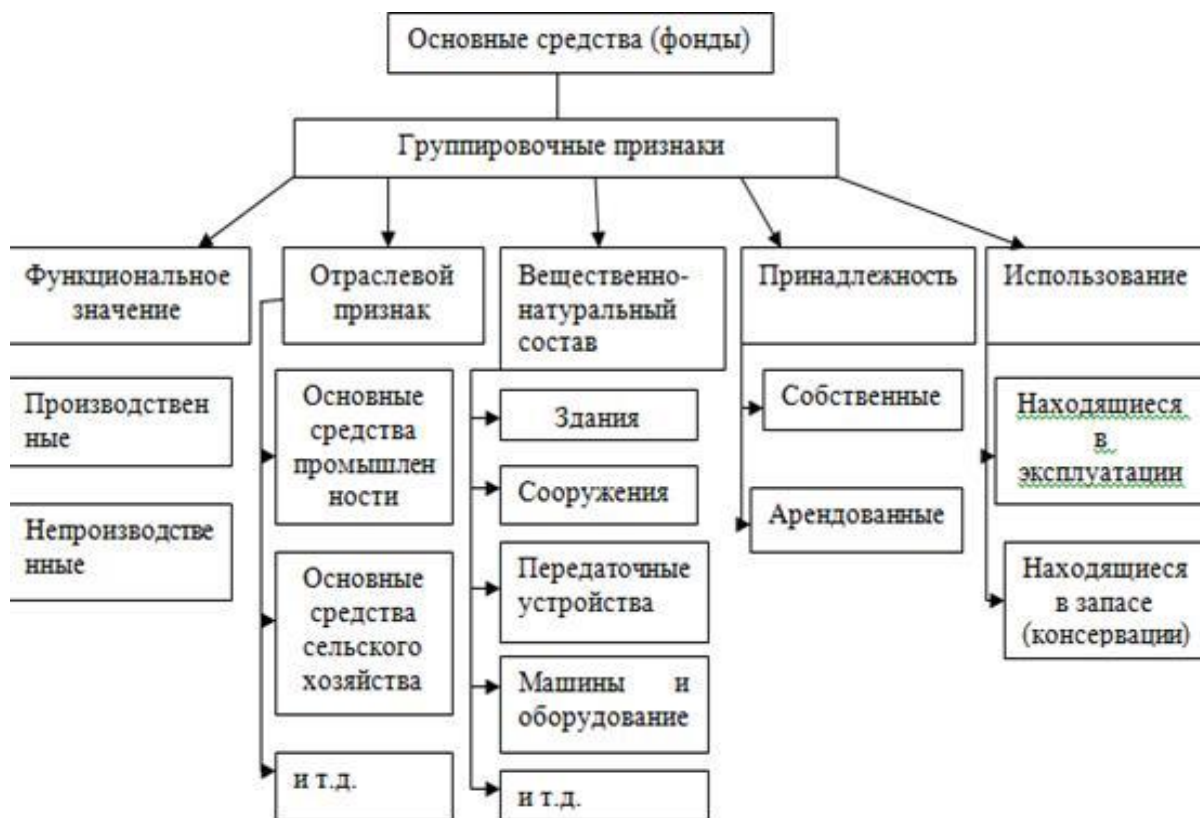 Основные средства (фонды)
Группировочные признаки
Функциональное
значение
Производствен
ные
Непроизводстве
нные
Отраслевой
признак
Основные
средства
промышлен
ности
Основные
средства
сельского
хозяйства
и т.д.
Вещественно-
натуральный
состав
Здания
Сооружения
Передаточные
устройства
Машины и
оборудование
и т.д.
Принадлежность
Собственные
Арендованные
Использование
Находящиеся
в
эксплуатации
Находящиеся
в запасе
(консервации)